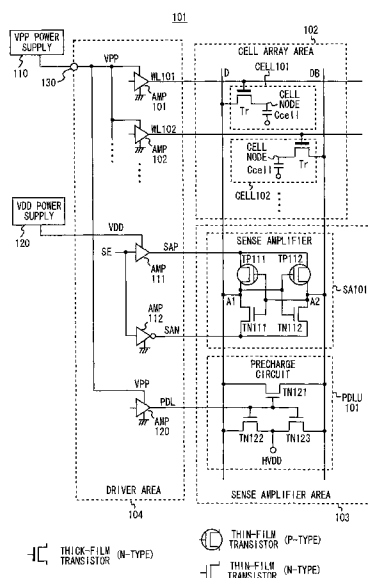 101
VPP POWER SUPPLY
110
130
VPP
WL101
AMP 101
WL102
AMP 102
102
CELL ARRAY AREA
D
CELL101
DB
CELL NODE
Tr
Ccell
CELL NODE
Ccell
Tr
CELL102
VDD POWER SUPPLY
120
VDD
SE
SAP
AMP 111
AMP 112
SAN
SENSE AMPLIFIER
TP111
TP112
A1
A2
TN111
TN112
SA101
PRECHARGE CIRCUIT
TN121
TN122
TN123
HVDD
PDLU 101
VPP
PDL
AMP 120
DRIVER AREA
104
SENSE AMPLIFIER AREA
103
THICK-FILM TRANSISTOR (N-TYPE)
THIN-FILM TRANSISTOR (P-TYPE)
THIN-FILM TRANSISTOR (N-TYPE)